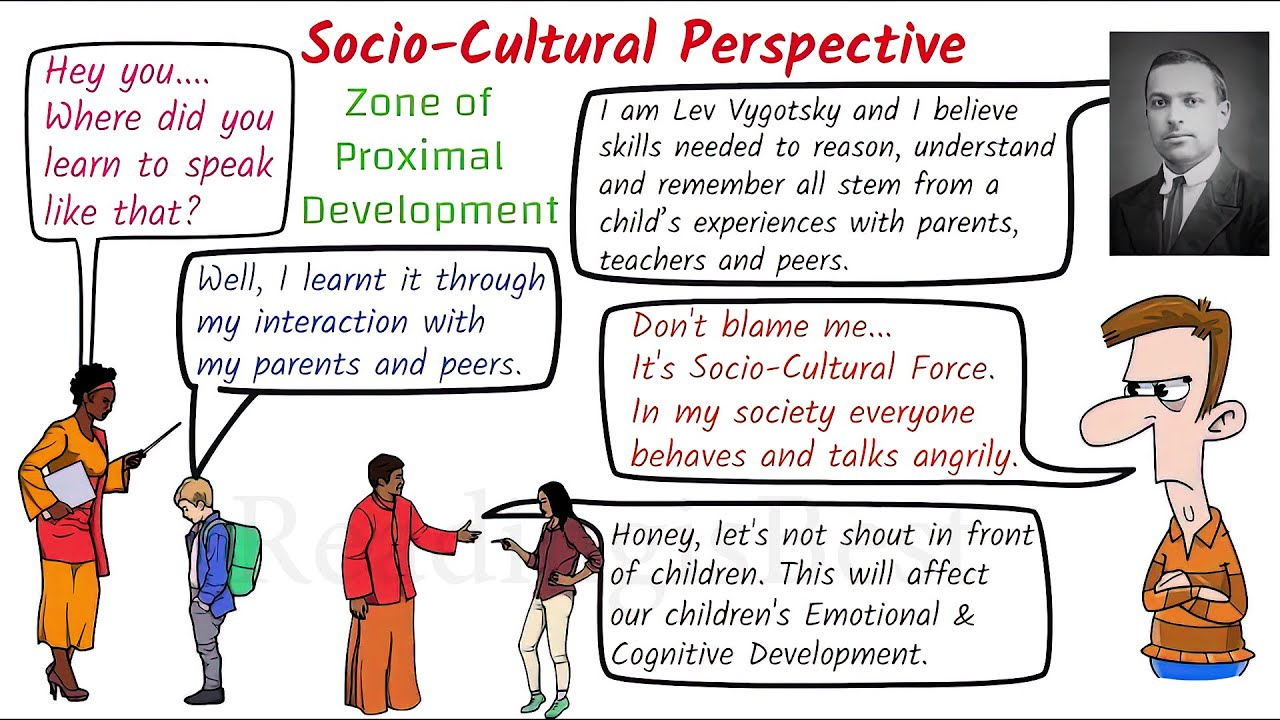 Socio-Cultural Perspective
Hey you....
Where did you
learn to speak
like that?
Zone of
Proximal
Development
I am Lev Vygotsky and I believe
skills needed to reason, understand
and remember all stem from a
child's experiences with parents,
teachers and peers.
Well, I learnt it through
my interaction with
my parents and peers.
Don't blame me...
It's Socio-Cultural Force.
In my society everyone
behaves and talks angrily.
Honey, let's not shout in front
of children. This will affect
our children's Emotional &
Cognitive Development.
ReadingisBest